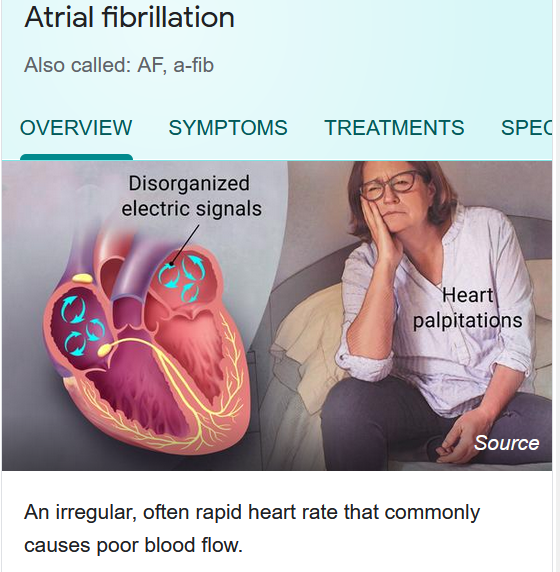 Atrial fibrillation
Also called: AF, a-fib
OVERVIEW SYMPTOMS TREATMENTS SPEC
Disorganized
electric signals
Heart
palpitations
Source
An irregular, often rapid heart rate that commonly
causes poor blood flow.